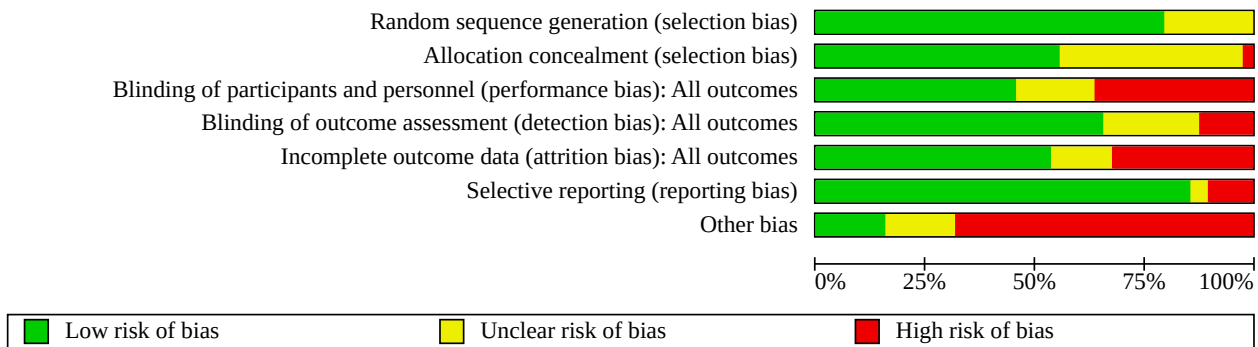 Random sequence generation (selection bias)
Allocation concealment (selection bias)
Blinding of participants and personnel (performance bias): All outcomes
Blinding of outcome assessment (detection bias): All outcomes
Incomplete outcome data (attrition bias): All outcomes
Selective reporting (reporting bias)
Other bias
0% 25% 50% 75% 100%
Low risk of bias Unclear risk of bias High risk of bias